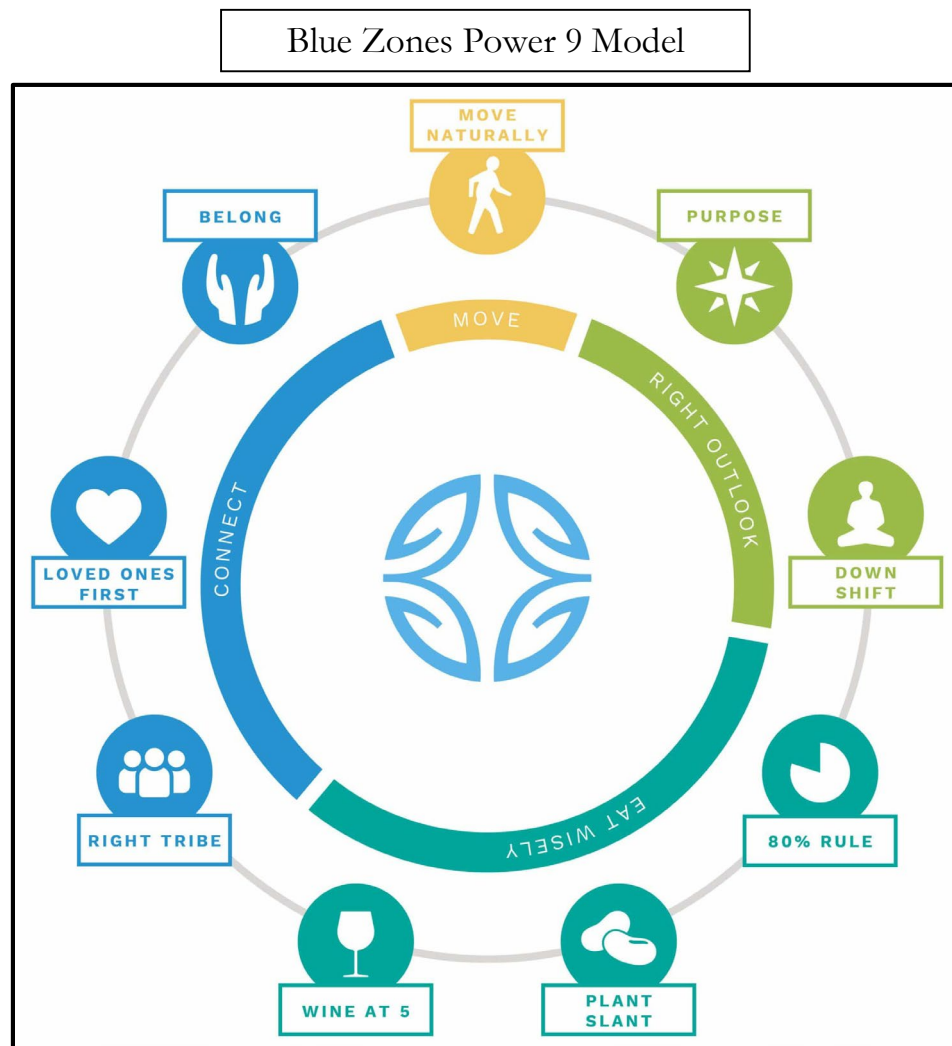 Blue Zones Power 9 Model
MOVE
NATURALLY
BELONG
PURPOSE
MOVE
RIGHT OUTLOOK
CONNECT
LOVED ONES
FIRST
DOWN
SHIFT
RIGHT TRIBE
80% RULE
EAT WISELY
WINE AT 5
PLANT
SLANT